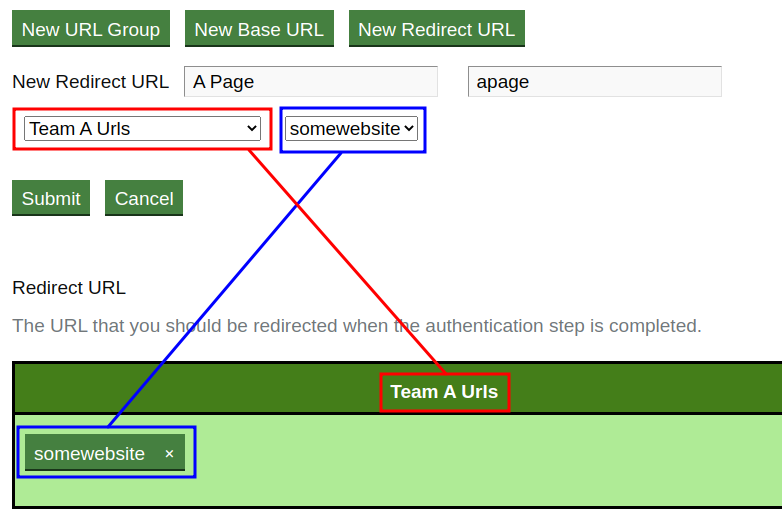 New URL Group New Base URL New Redirect URL
New Redirect URL A Page apage
Team A Urls somewebsite
Submit Cancel
Redirect URL
The URL that you should be redirected when the authentication step is completed.
Team A Urls
somewebsite ×